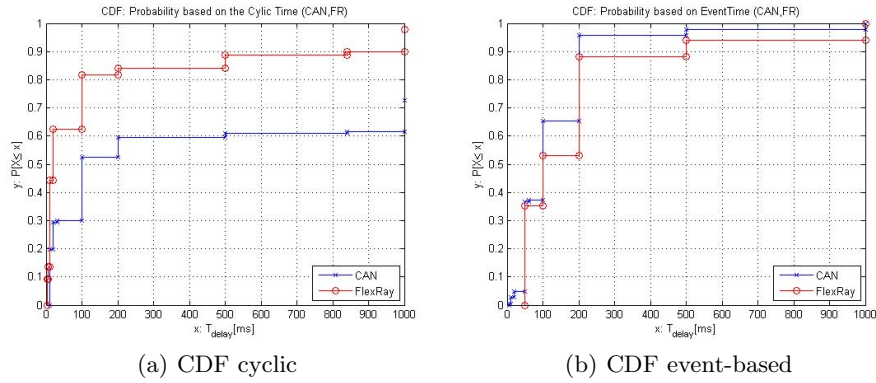 CDF: Probability based on the Cylic Time (CAN,FR)
1
0.9
0.8
0.7
0.6
0.5
0.4
0.3
0.2
0.1
0
y: P[X≤ x]
0 100 200 300 400 500 600 700 800 900 1000
x: T_delay[ms]
CAN
FlexRay
(a) CDF cyclic
CDF: Probability based on EventTime (CAN,FR)
1
0.9
0.8
0.7
0.6
0.5
0.4
0.3
0.2
0.1
0
y: P[X≤ x]
0 100 200 300 400 500 600 700 800 900 1000
x: T_delay[ms]
CAN
FlexRay
(b) CDF event-based